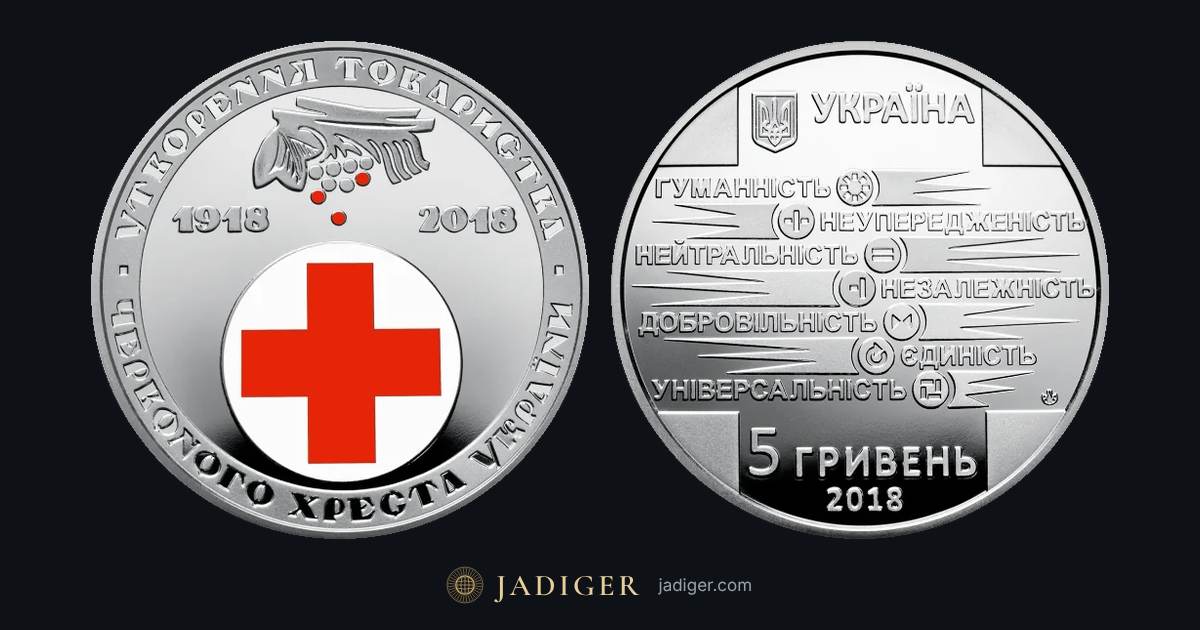 УТВОРЕННЯ ТОВАРИСТВА
1918 2018
ЧЕРВОНОГО ХРЕСТА УКРАЇНИ
УКРАЇНА
ГУМАННІСТЬ
НЕУПЕРЕДЖЕНІСТЬ
НЕЙТРАЛЬНІСТЬ
НЕЗАЛЕЖНІСТЬ
ДОБРОВІЛЬНІСТЬ
ЄДИНІСТЬ
УНІВЕРСАЛЬНІСТЬ
5 ГРИВЕНЬ
2018
JADIGER jadiger.com